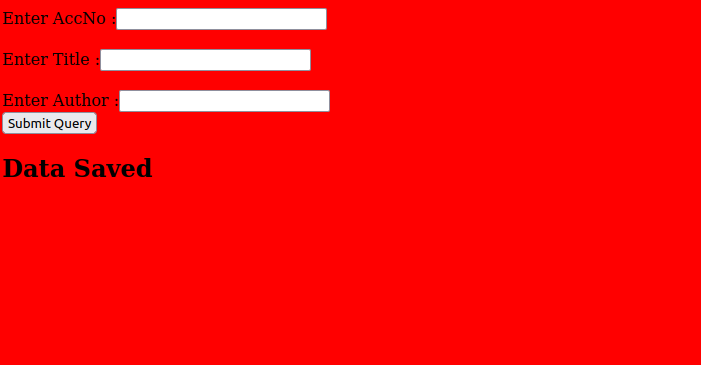 Enter AccNo :
Enter Title :
Enter Author :
Submit Query
Data Saved